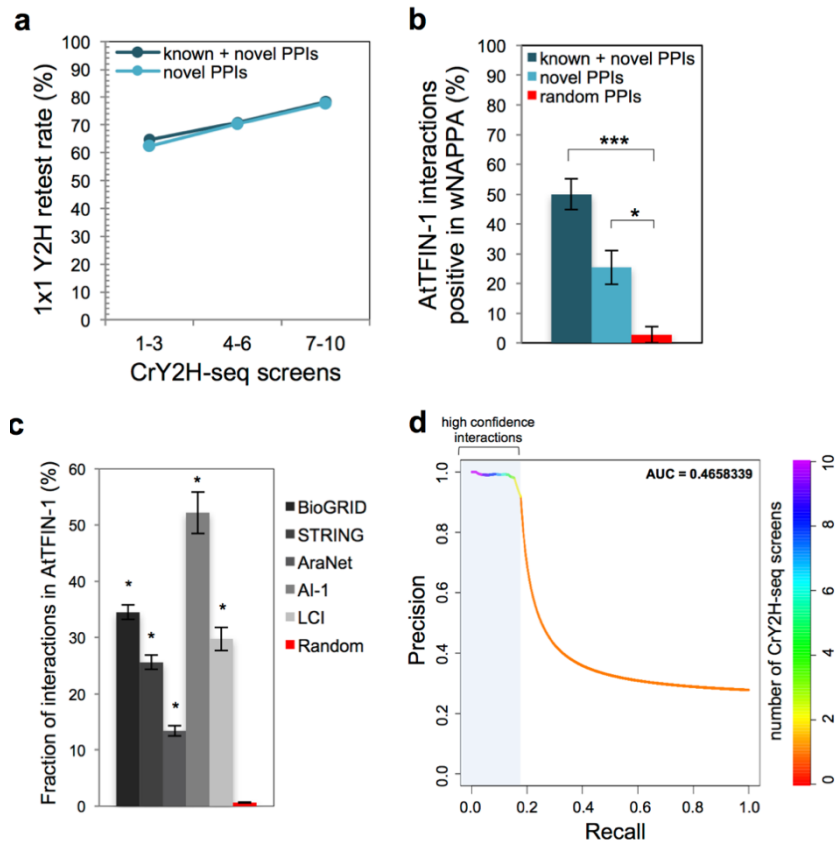 a
1x1 Y2H retest rate (%)
100
90
80
70
60
50
40
30
20
10
0
known + novel PPIs
novel PPIs
1-3
4-6
7-10
CrY2H-seq screens
b
AtTFIN-1 interactions
positive in wNAPPA (%)
100
90
80
70
60
50
40
30
20
10
0
known + novel PPIs
novel PPIs
random PPIs
***
*
c
Fraction of interactions in AtTFIN-1 (%)
60
50
40
30
20
10
0
*
*
*
*
*
BioGRID
STRING
AraNet
AI-1
LCI
Random
d
high confidence
interactions
AUC = 0.4658339
Precision
1.0
0.8
0.6
0.4
0.2
0.0
0.0
0.2
0.4
0.6
0.8
1.0
Recall
number of CrY2H-seq screens
10
8
6
4
2
0